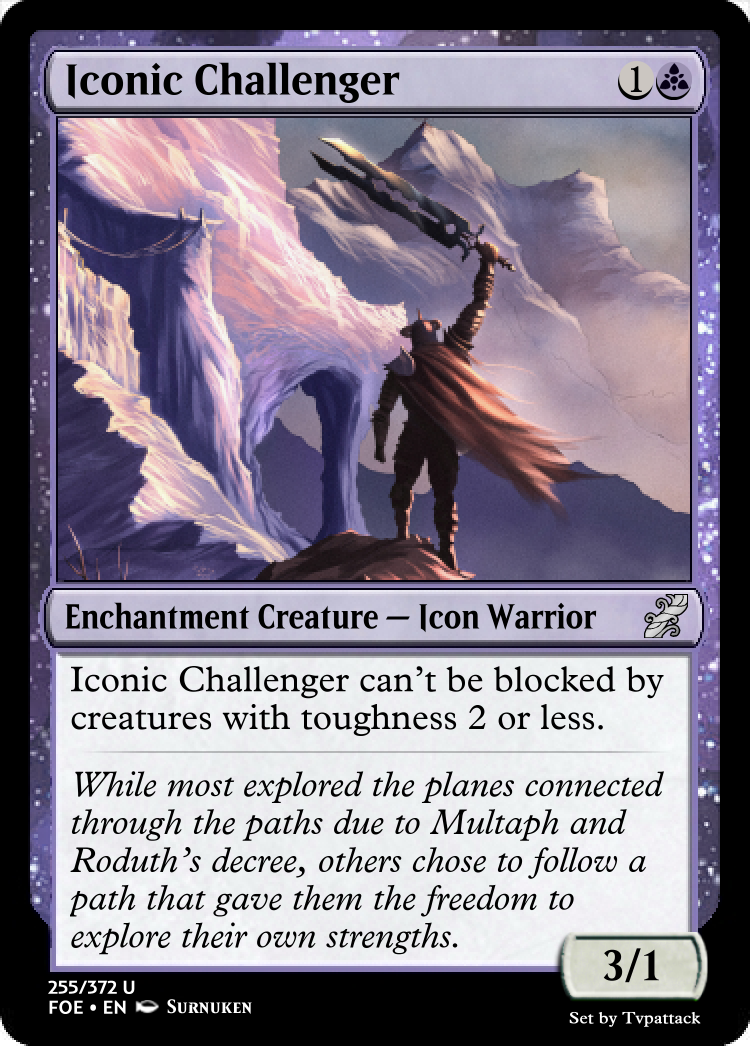 Iconic Challenger 1
Enchantment Creature — Icon Warrior
Iconic Challenger can't be blocked by
creatures with toughness 2 or less.
While most explored the planes connected
through the paths due to Multaph and
Roduth's decree, others chose to follow a
path that gave them the freedom to
explore their own strengths.
3/1
255/372 U
FOE • EN Surnuken
Set by Tvpattack